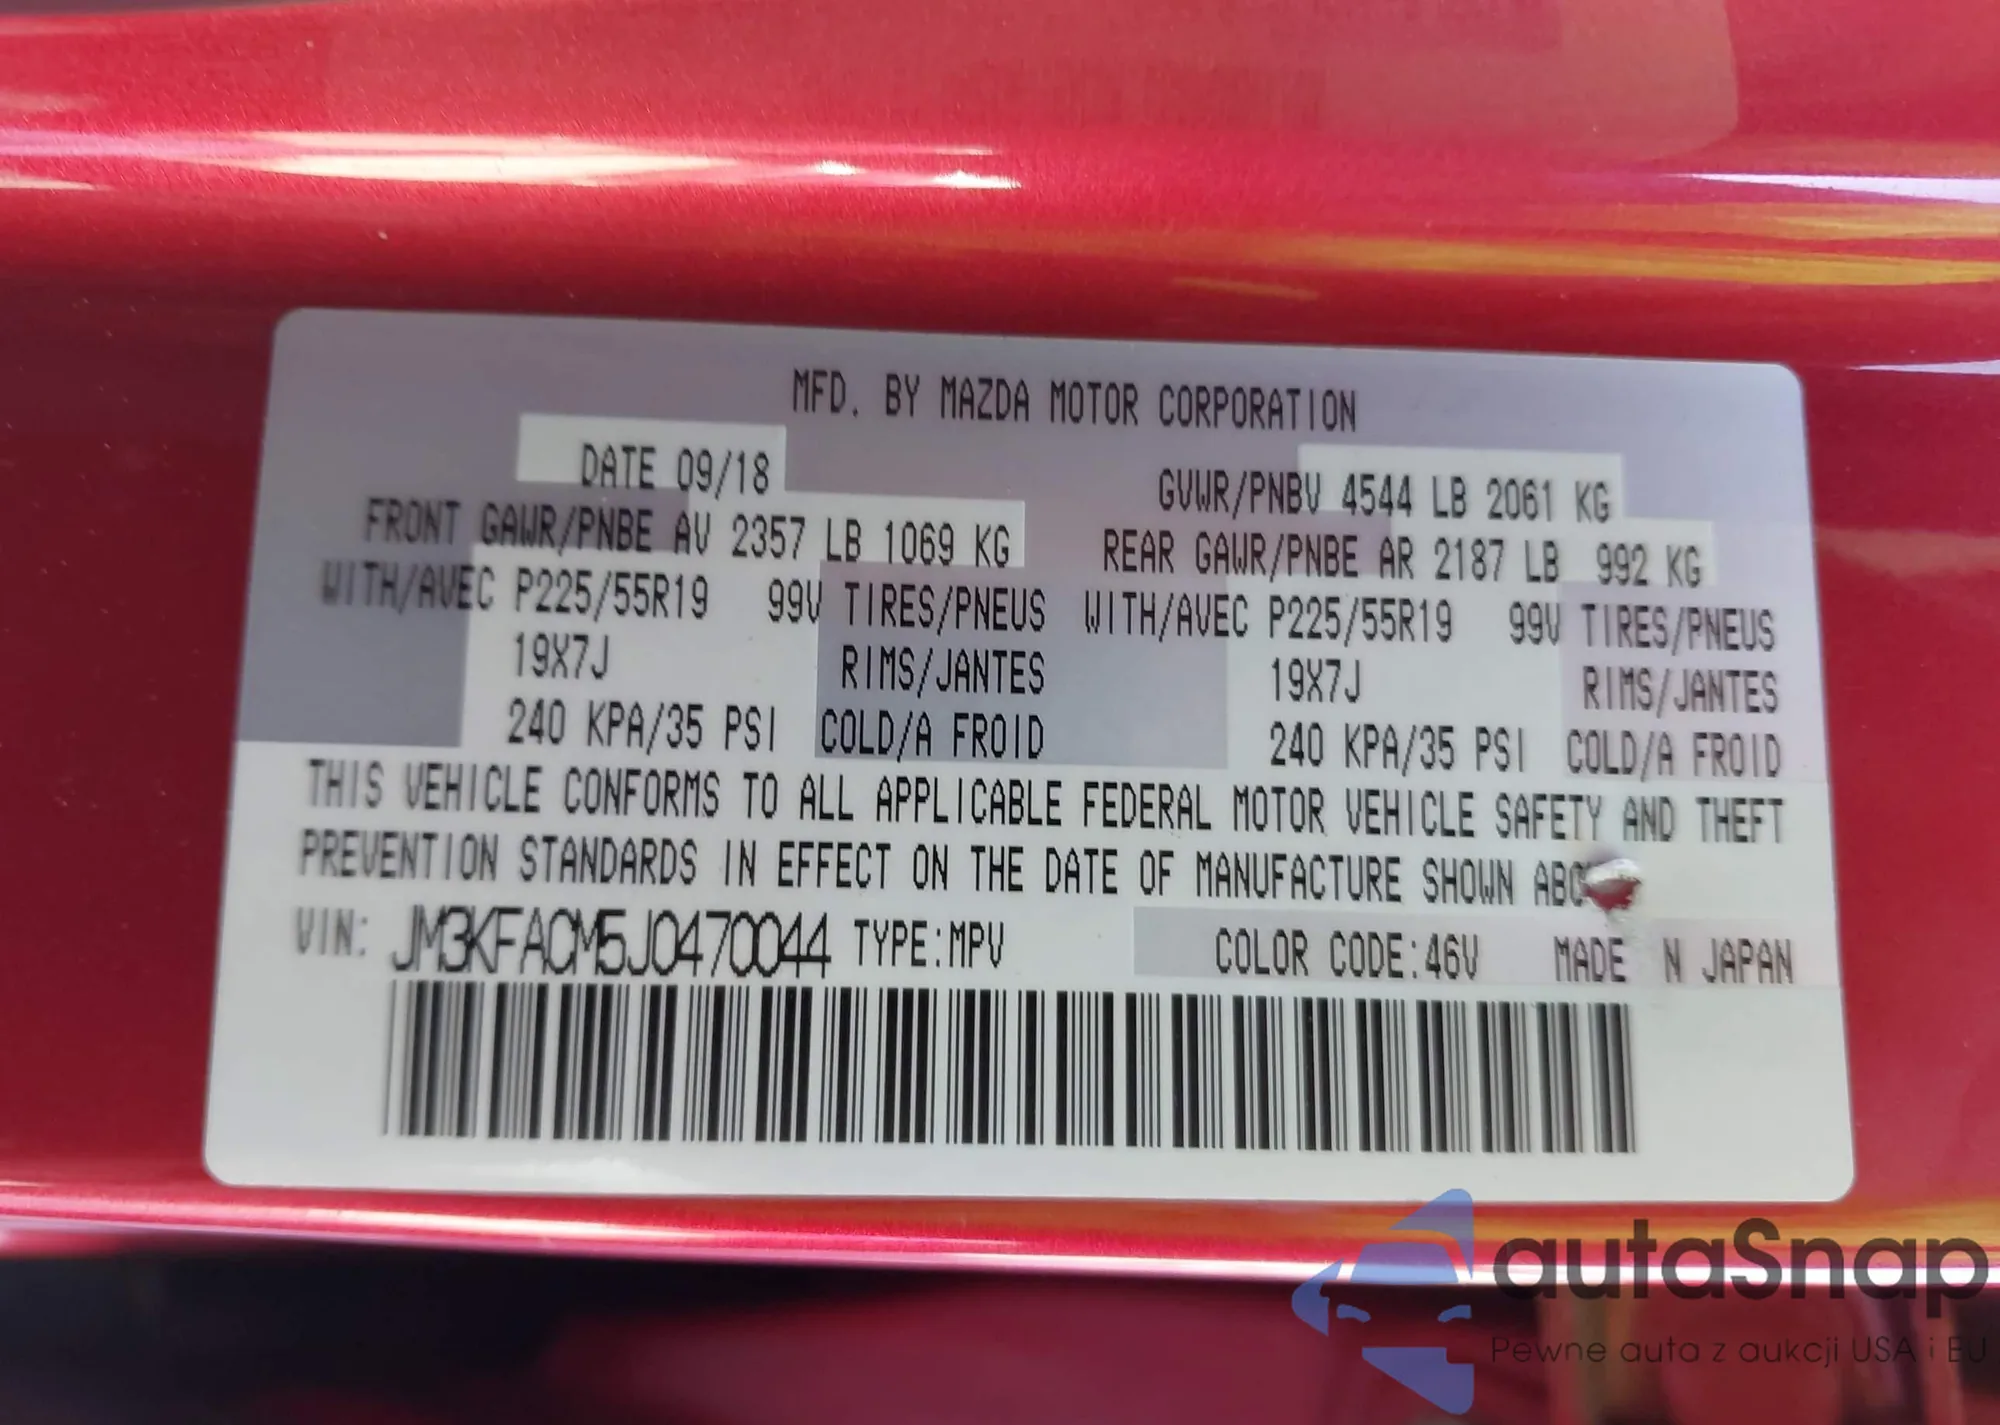 MFD. BY MAZDA MOTOR CORPORATION
DATE 09/18 GVWR/PNBV 4544 LB 2061 KG
FRONT GAWR/PNBE AV 2357 LB 1069 KG REAR GAWR/PNBE AR 2187 LB 992 KG
WITH/AVEC P225/55R19 99V TIRES/PNEUS WITH/AVEC P225/55R19 99V TIRES/PNEUS
19X7J RIMS/JANTES 19X7J RIMS/JANTES
240 KPA/35 PSI COLD/A FROID 240 KPA/35 PSI COLD/A FROID
THIS VEHICLE CONFORMS TO ALL APPLICABLE FEDERAL MOTOR VEHICLE SAFETY AND THEFT
PREVENTION STANDARDS IN EFFECT ON THE DATE OF MANUFACTURE SHOWN
VIN: JM3KFACM5J0470044 TYPE:MPV COLOR CODE:46V MADE N JAPAN
autaSnap
Pewne auta z aukcji USA i EU